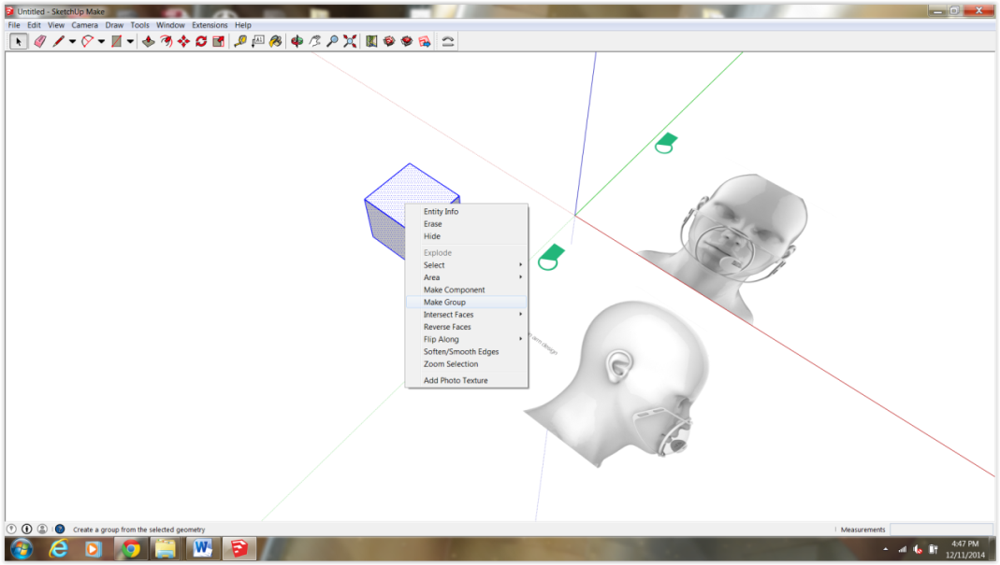 Untitled - SketchUp Make
File Edit View Camera Draw Tools Window Extensions Help
Entity Info
Erase
Hide
Explode
Select
Area
Make Component
Make Group
Intersect Faces
Reverse Faces
Flip Along
Soften/Smooth Edges
Zoom Selection
Add Photo Texture
arm design
Create a group from the selected geometry
Measurements
4:47 PM
12/11/2014